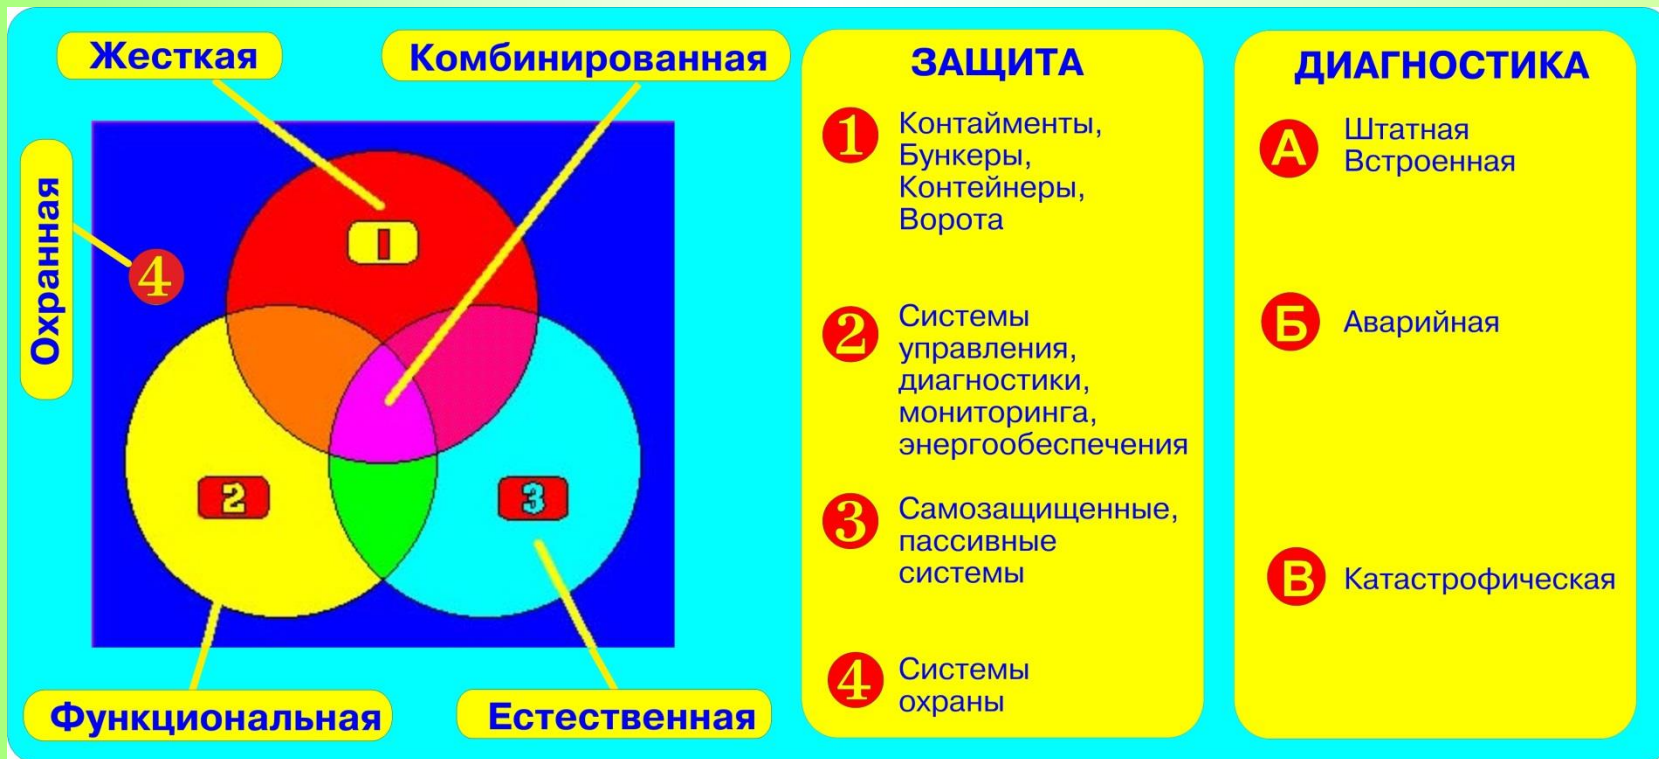 Жесткая
Комбинированная
Охранная
1
4
2
3
Функциональная
Естественная
ЗАЩИТА
1
Контайменты,
Бункеры,
Контейнеры,
Ворота
2
Системы
управления,
диагностики,
мониторинга,
энергообеспечения
3
Самозащищенные,
пассивные
системы
4
Системы
охраны
ДИАГНОСТИКА
А
Штатная
Встроенная
Б
Аварийная
В
Катастрофическая